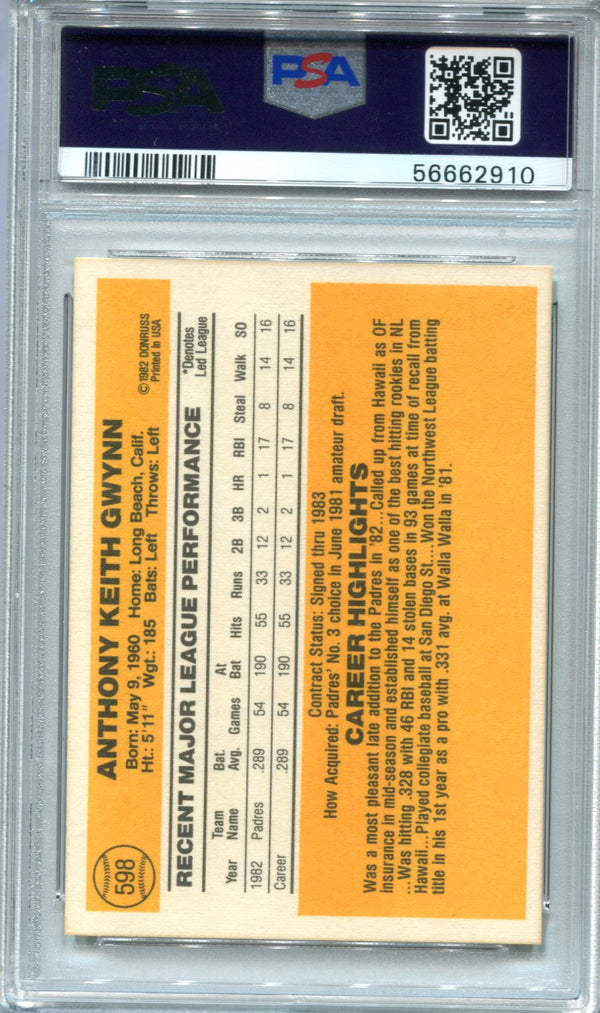 PSA
PSA
56662910
598
ANTHONY KEITH GWYNN
Born: May 9, 1960 Home: Long Beach, Calif.
Ht.: 5'11" Wgt.: 185 Bats: Left Throws: Left
©1982 DONRUSS
Printed in USA
RECENT MAJOR LEAGUE PERFORMANCE
*Denotes
Led League
Team Bat. At
Year Name Avg. Games Bat Hits Runs 2B 3B HR RBI Steal Walk SO
1982 Padres .289 54 190 55 33 12 2 1 17 8 14 16
Career .289 54 190 55 33 12 2 1 17 8 14 16
Contract Status: Signed thru 1983
How Acquired: Padres' No. 3 choice in June 1981 amateur draft.
CAREER HIGHLIGHTS
Was a most pleasant late addition to the Padres in '82...Called up from Hawaii as OF
insurance in mid-season and established himself as one of the best hitting rookies in NL
...Was hitting .328 with 46 RBI and 14 stolen bases in 93 games at time of recall from
Hawaii...Played collegiate baseball at San Diego St....Won the Northwest League batting
title in his 1st year as a pro with .331 avg. at Walla Walla in '81.